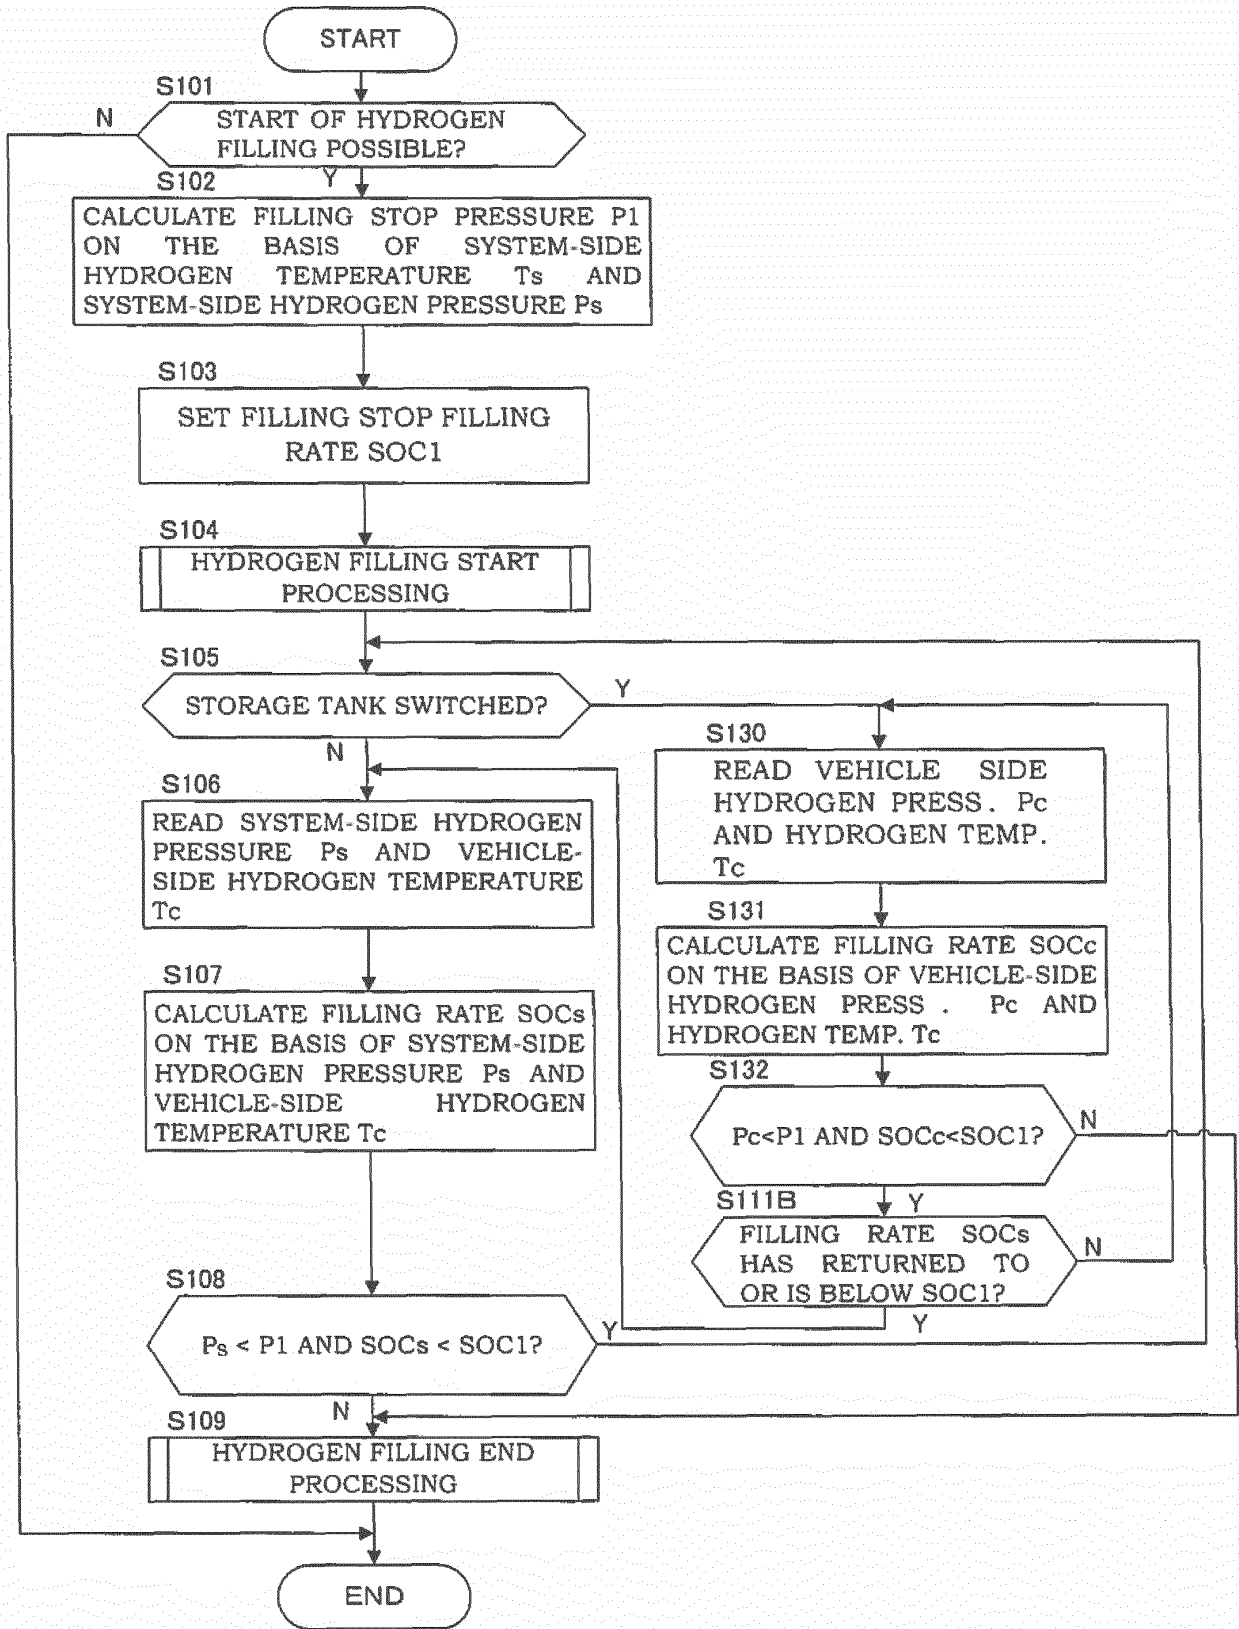 START
S101
N
START OF HYDROGEN
FILLING POSSIBLE?
S102
Y
CALCULATE FILLING STOP PRESSURE P1
ON THE BASIS OF SYSTEM-SIDE
HYDROGEN TEMPERATURE Ts AND
SYSTEM-SIDE HYDROGEN PRESSURE Ps
S103
SET FILLING STOP FILLING
RATE SOC1
S104
HYDROGEN FILLING START
PROCESSING
S105
STORAGE TANK SWITCHED?
Y
N
S106
READ SYSTEM-SIDE HYDROGEN
PRESSURE Ps AND VEHICLE-
SIDE HYDROGEN TEMPERATURE
Tc
S107
CALCULATE FILLING RATE SOCs
ON THE BASIS OF SYSTEM-SIDE
HYDROGEN PRESSURE Ps AND
VEHICLE-SIDE HYDROGEN
TEMPERATURE Tc
S130
READ VEHICLE SIDE
HYDROGEN PRESS. Pc
AND HYDROGEN TEMP.
Tc
S131
CALCULATE FILLING RATE SOCc
ON THE BASIS OF VEHICLE-SIDE
HYDROGEN PRESS . Pc AND
HYDROGEN TEMP. Tc
S132
Pc<P1 AND SOCc<SOC1?
N
S111B
Y
FILLING RATE SOCs
HAS RETURNED TO
OR IS BELOW SOC1?
N
Y
S108
Ps < P1 AND SOCs < SOC1?
Y
N
S109
HYDROGEN FILLING END
PROCESSING
END